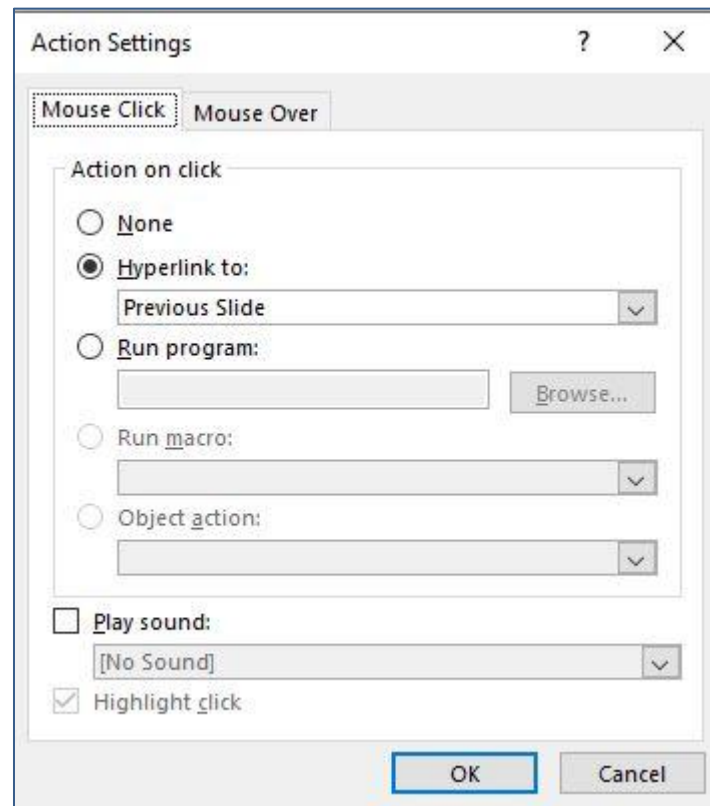 Action Settings ? X
Mouse Click Mouse Over
Action on click
None
Hyperlink to:
Previous Slide
Run program:
Browse...
Run macro:
Object action:
Play sound:
[No Sound]
Highlight click
OK Cancel